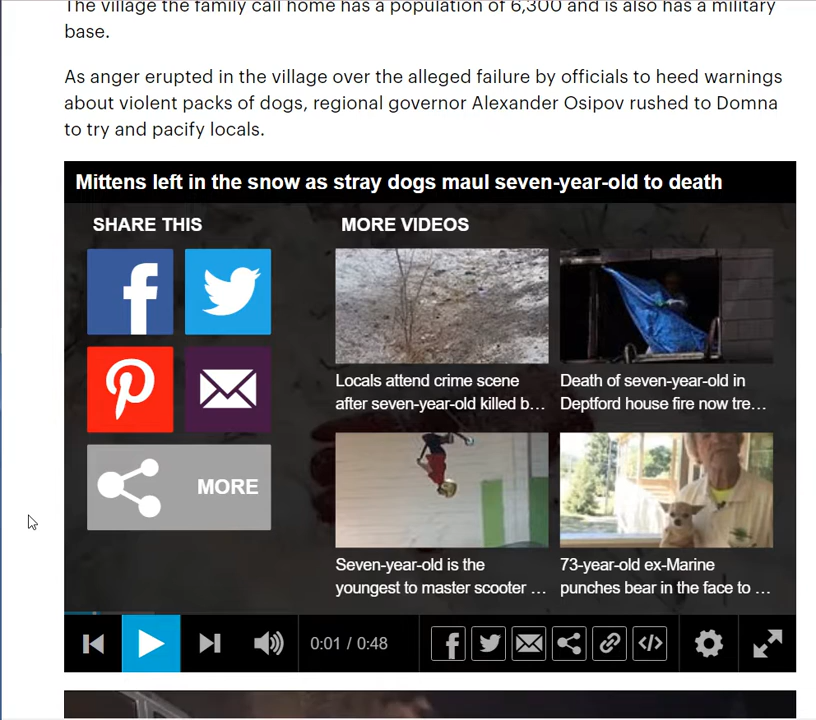 The village the family call home has a population of 6,300 and is also has a military
base.
As anger erupted in the village over the alleged failure by officials to heed warnings
about violent packs of dogs, regional governor Alexander Osipov rushed to Domna
to try and pacify locals.
Mittens left in the snow as stray dogs maul seven-year-old to death
SHARE THIS
MORE VIDEOS
MORE
Locals attend crime scene
after seven-year-old killed b...
Death of seven-year-old in
Deptford house fire now tre...
Seven-year-old is the
youngest to master scooter ...
73-year-old ex-Marine
punches bear in the face to ...
0:01 / 0:48